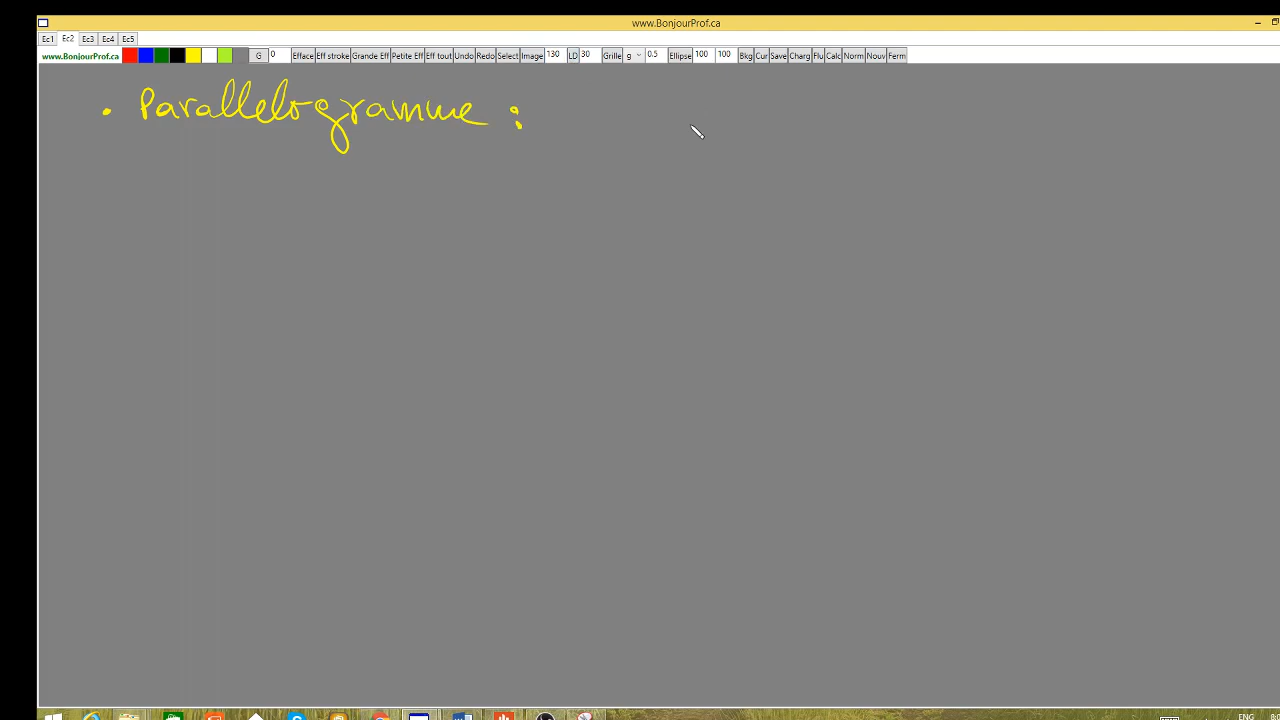 www.BonjourProf.ca
Ec1 Ec2 Ec3 Ec4 Ec5
www.BonjourProf.ca G 0 Efface Eff stroke Grande Eff Petite Eff Eff tout Undo Redo Select Image 130 LD 30 Grille g 0.5 Ellipse 100 100 Bkg Cur Save Charg Flu Calc Norm Nouv Ferm
. Parallelogramme :
ENG